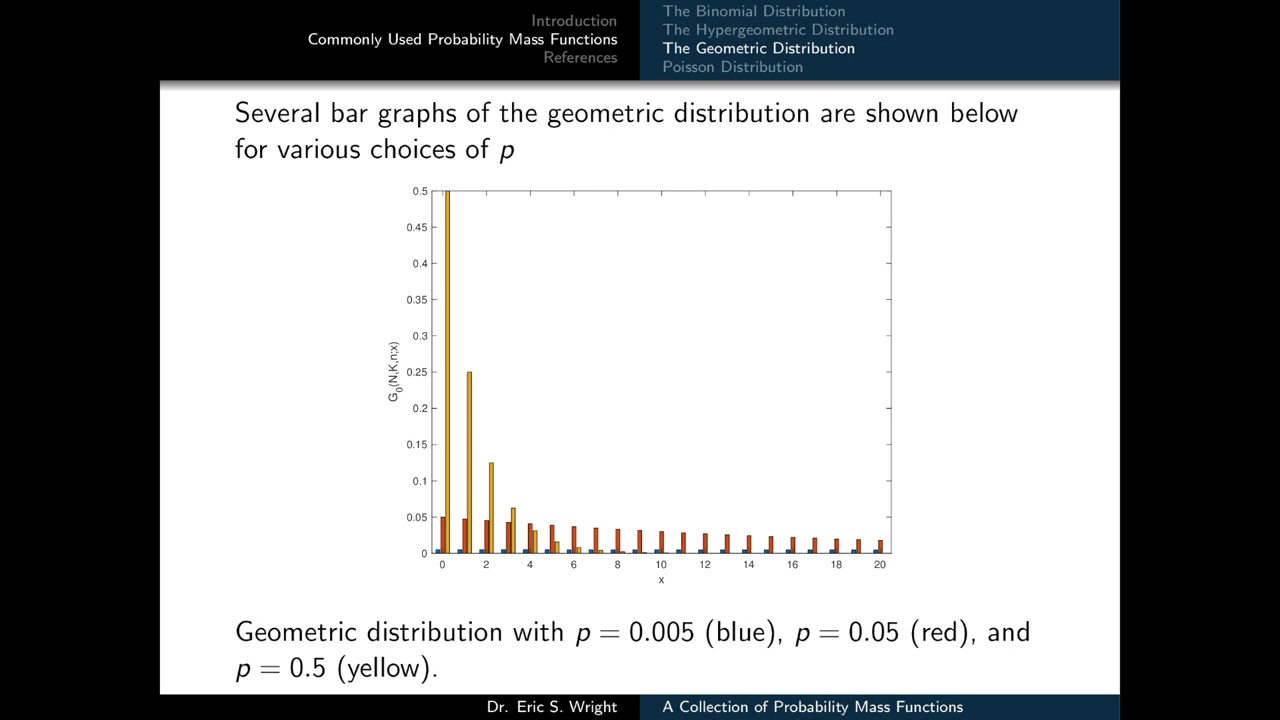 Introduction
Commonly Used Probability Mass Functions
References
The Binomial Distribution
The Hypergeometric Distribution
The Geometric Distribution
Poisson Distribution
Several bar graphs of the geometric distribution are shown below
for various choices of p
0.5
0.45
0.4
0.35
0.3
0.25
0.2
0.15
0.1
0.05
0
G0(N,K,n;x)
0 2 4 6 8 10 12 14 16 18 20
x
Geometric distribution with p = 0.005 (blue), p = 0.05 (red), and
p = 0.5 (yellow).
Dr. Eric S. Wright
A Collection of Probability Mass Functions